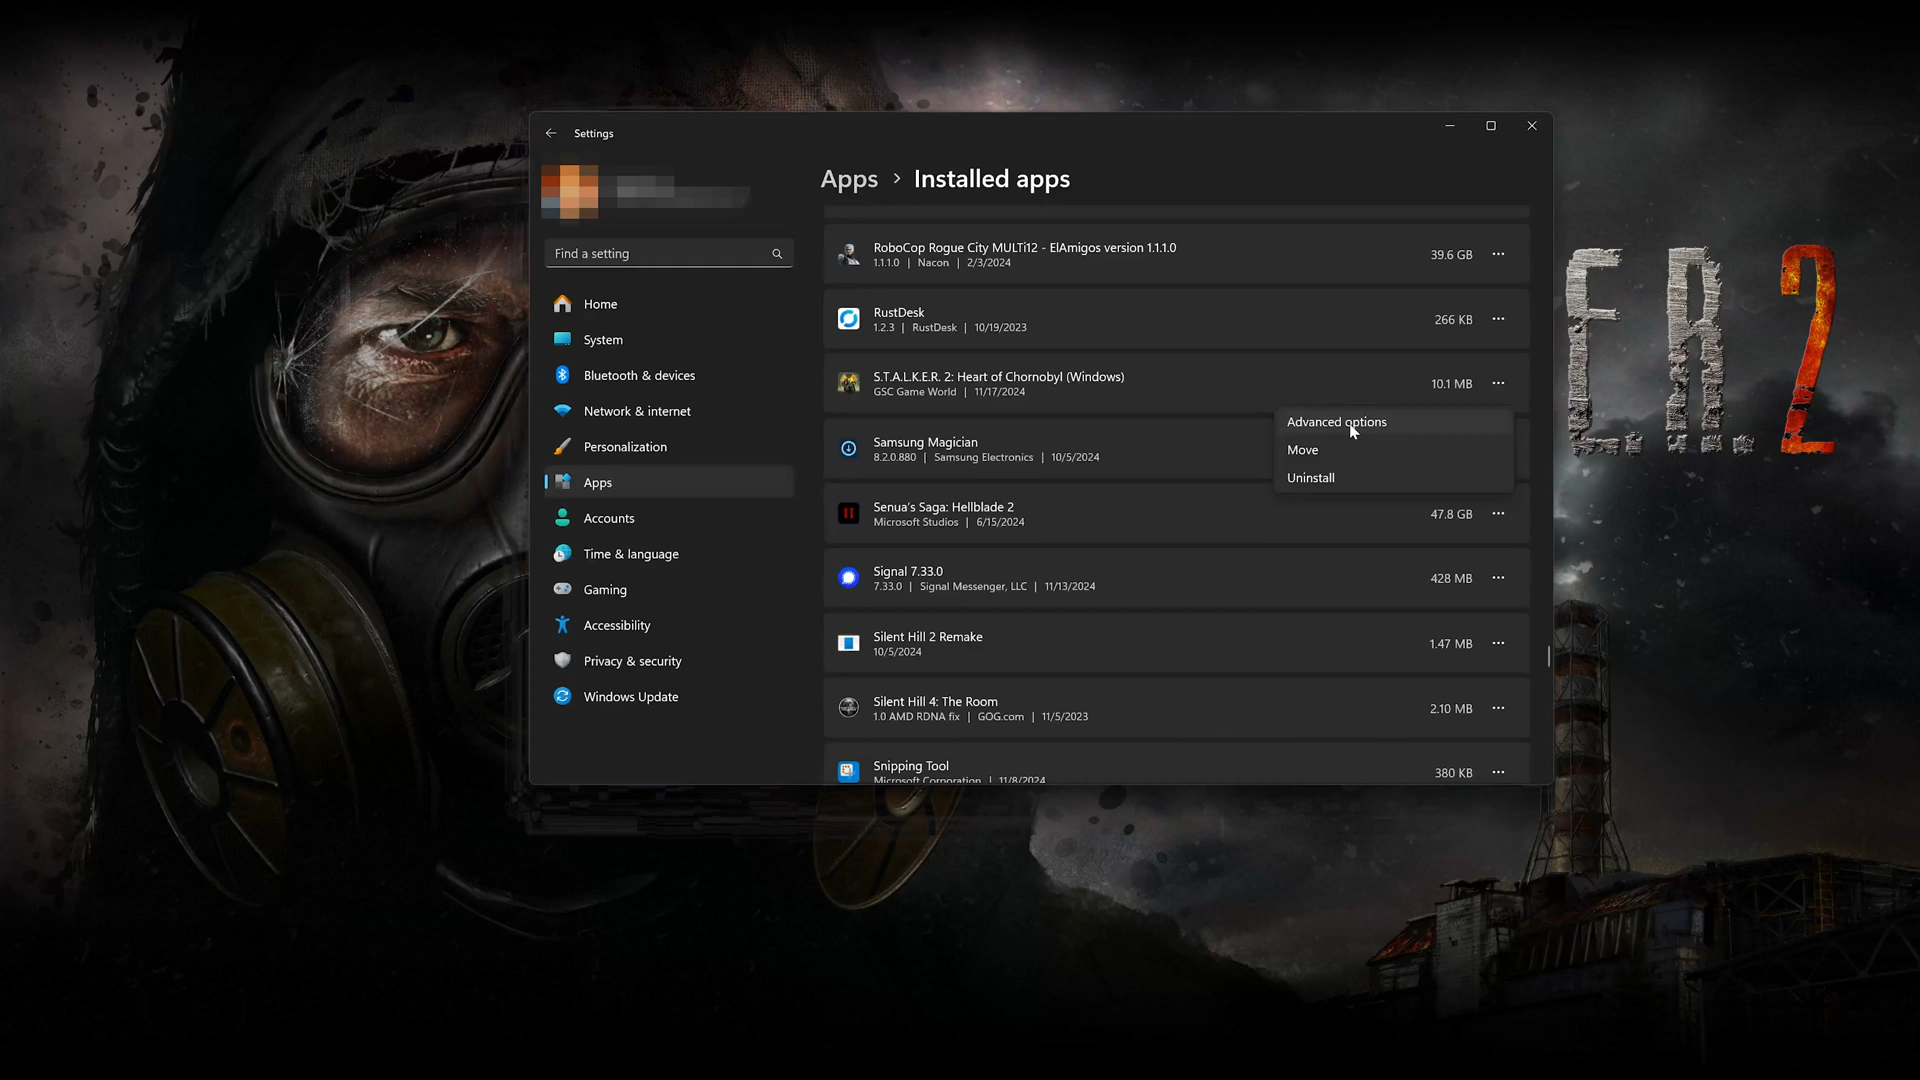 Settings
Find a setting
Home
System
Bluetooth & devices
Network & internet
Personalization
Apps
Accounts
Time & language
Gaming
Accessibility
Privacy & security
Windows Update
Apps > Installed apps
RoboCop Rogue City MULTi12 - ElAmigos version 1.1.1.0
1.1.1.0 | Nacon | 2/3/2024
39.6 GB
RustDesk
1.2.3 | RustDesk | 10/19/2023
266 KB
S.T.A.L.K.E.R. 2: Heart of Chornobyl (Windows)
GSC Game World | 11/17/2024
10.1 MB
Advanced options
Move
Uninstall
Samsung Magician
8.2.0.880 | Samsung Electronics | 10/5/2024
Senua's Saga: Hellblade 2
Microsoft Studios | 6/15/2024
47.8 GB
Signal 7.33.0
7.33.0 | Signal Messenger, LLC | 11/13/2024
428 MB
Silent Hill 2 Remake
10/5/2024
1.47 MB
Silent Hill 4: The Room
1.0 AMD RDNA fix | GOG.com | 11/5/2023
2.10 MB
Snipping Tool
Microsoft Corporation | 11/8/2024
380 KB
E.R. 2